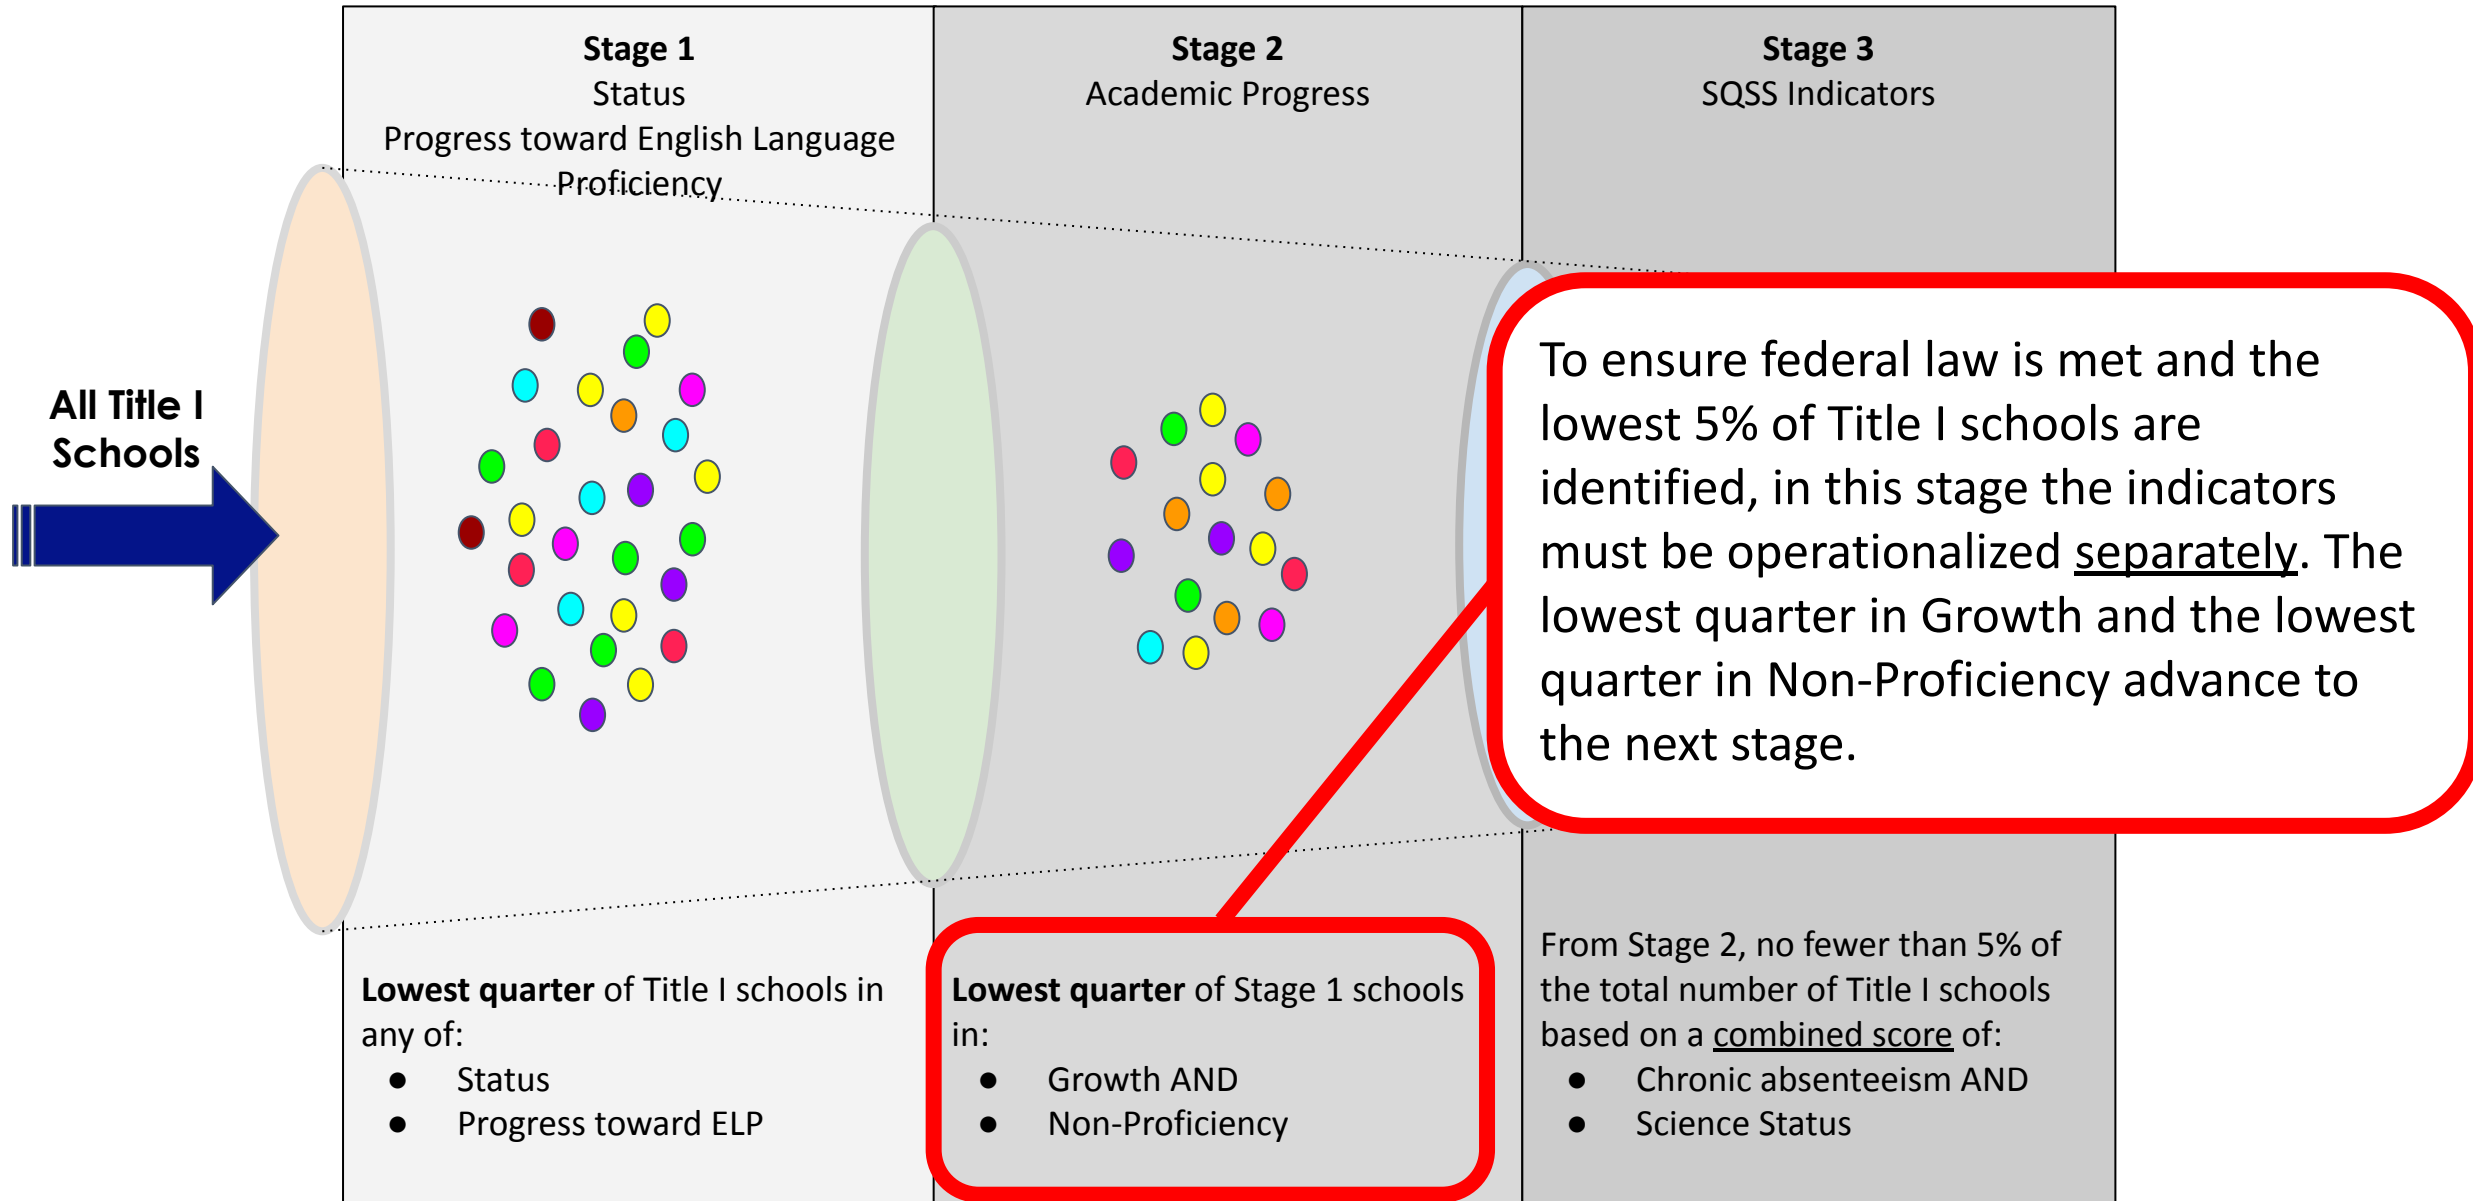 All Title I
Schools
Stage 1
Status
Progress toward English Language
Proficiency
Lowest quarter of Title I schools in
any of:
● Status
● Progress toward ELP
Stage 2
Academic Progress
Lowest quarter of Stage 1 schools
in:
● Growth AND
● Non-Proficiency
Stage 3
SQSS Indicators
To ensure federal law is met and the
lowest 5% of Title I schools are
identified, in this stage the indicators
must be operationalized separately. The
lowest quarter in Growth and the lowest
quarter in Non-Proficiency advance to
the next stage.
From Stage 2, no fewer than 5% of
the total number of Title I schools
based on a combined score of:
● Chronic absenteeism AND
● Science Status